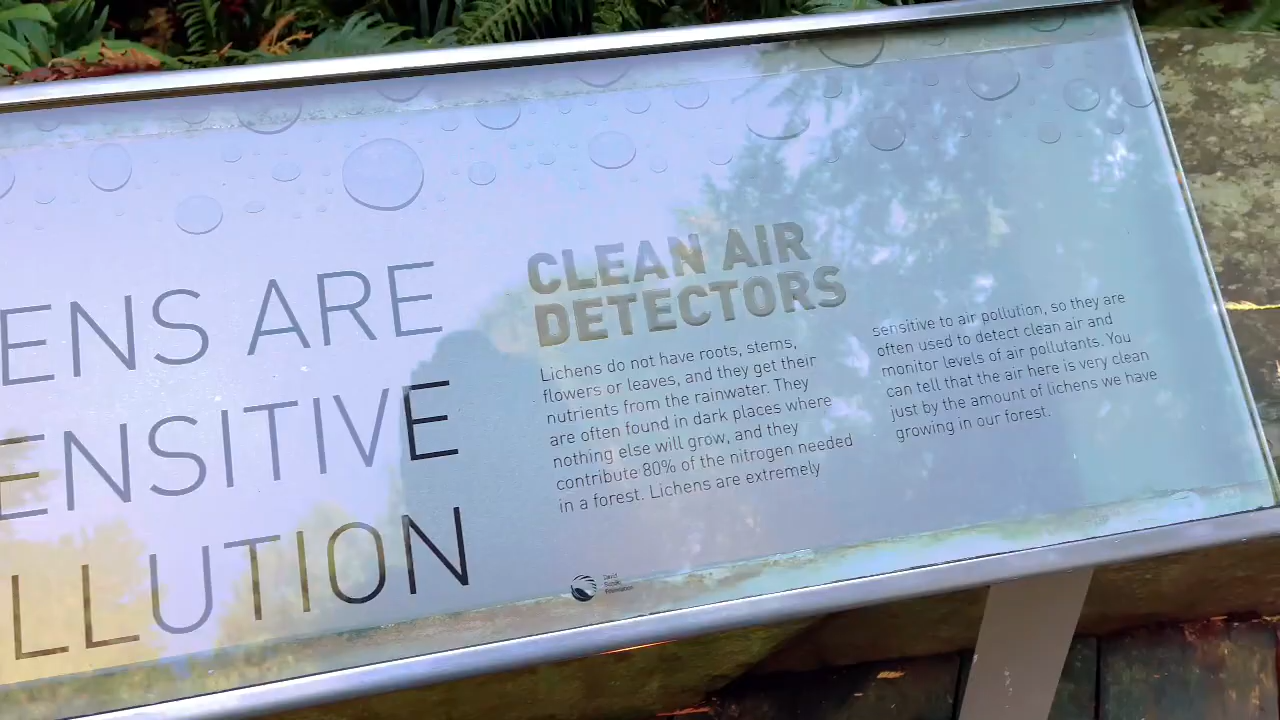 ENS ARE
ENSITIVE
LLUTION
CLEAN AIR
DETECTORS
Lichens do not have roots, stems,
flowers or leaves, and they get their
nutrients from the rainwater. They
are often found in dark places where
nothing else will grow, and they
contribute 80% of the nitrogen needed
in a forest. Lichens are extremely
sensitive to air pollution, so they are
often used to detect clean air and
monitor levels of air pollutants. You
can tell that the air here is very clean
just by the amount of lichens we have
growing in our forest.
David
Suzuki
Foundation